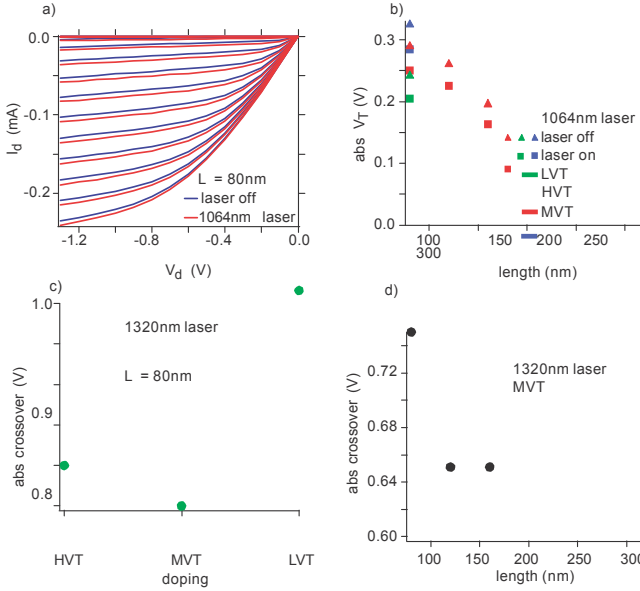 a)
0.0
-0.1
-0.2
I_d (mA)
L = 80nm
laser off
1064nm laser
-1.2
-0.8
-0.4
0.0
V_d (V)
b)
0.3
0.2
0.1
0.0
abs V_T (V)
1064nm laser
laser off
laser on
LVT
HVT
MVT
100 150 200 250
300
length (nm)
c)
1.0
0.9
0.8
abs crossover (V)
1320nm laser
L = 80nm
HVT MVT LVT
doping
d)
0.72
0.68
0.64
0.60
abs crossover (V)
1320nm laser
MVT
100 150 200 250 300
length (nm)